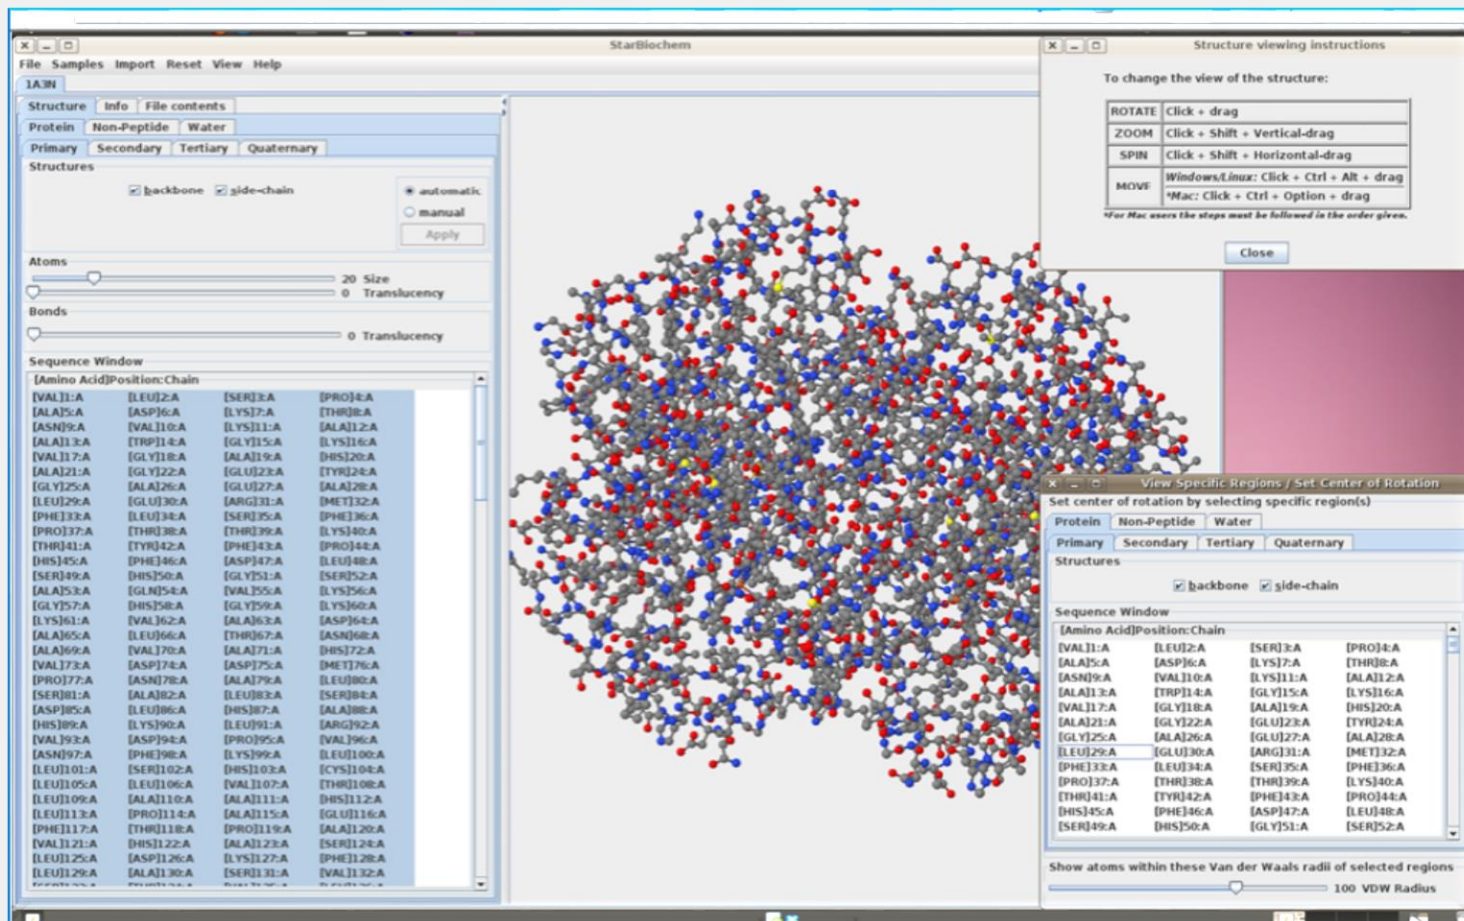 StarBiochem
File Samples Import Reset View Help
1A3N
Structure Info File contents
Protein Non-Peptide Water
Primary Secondary Tertiary Quaternary
Structures
backbone side-chain
automatic
manual
Apply
Atoms
20 Size
0 Translucency
Bonds
0 Translucency
Sequence Window
[Amino Acid]Position:Chain
[VAL]1:A [LEU]2:A [SER]3:A [PRO]4:A
[ALA]5:A [ASP]6:A [LYS]7:A [THR]8:A
[ASN]9:A [VAL]10:A [LYS]11:A [ALA]12:A
[ALA]13:A [TRP]14:A [GLY]15:A [LYS]16:A
[VAL]17:A [GLY]18:A [ALA]19:A [HIS]20:A
[ALA]21:A [GLY]22:A [GLU]23:A [TYR]24:A
[GLY]25:A [ALA]26:A [GLU]27:A [ALA]28:A
[LEU]29:A [GLU]30:A [ARG]31:A [MET]32:A
[PHE]33:A [LEU]34:A [SER]35:A [PHE]36:A
[PRO]37:A [THR]38:A [THR]39:A [LYS]40:A
[THR]41:A [TYR]42:A [PHE]43:A [PRO]44:A
[HIS]45:A [PHE]46:A [ASP]47:A [LEU]48:A
[SER]49:A [HIS]50:A [GLY]51:A [SER]52:A
[ALA]53:A [GLN]54:A [VAL]55:A [LYS]56:A
[GLY]57:A [HIS]58:A [GLY]59:A [LYS]60:A
[LYS]61:A [VAL]62:A [ALA]63:A [ASP]64:A
[ALA]65:A [LEU]66:A [THR]67:A [ASN]68:A
[ALA]69:A [VAL]70:A [ALA]71:A [HIS]72:A
[VAL]73:A [ASP]74:A [ASP]75:A [MET]76:A
[PRO]77:A [ASN]78:A [ALA]79:A [LEU]80:A
[SER]81:A [ALA]82:A [LEU]83:A [SER]84:A
[ASP]85:A [LEU]86:A [HIS]87:A [ALA]88:A
[HIS]89:A [LYS]90:A [LEU]91:A [ARG]92:A
[VAL]93:A [ASP]94:A [PRO]95:A [VAL]96:A
[ASN]97:A [PHE]98:A [LYS]99:A [LEU]100:A
[LEU]101:A [SER]102:A [HIS]103:A [CYS]104:A
[LEU]105:A [LEU]106:A [VAL]107:A [THR]108:A
[LEU]109:A [ALA]110:A [ALA]111:A [HIS]112:A
[LEU]113:A [PRO]114:A [ALA]115:A [GLU]116:A
[PHE]117:A [THR]118:A [PRO]119:A [ALA]120:A
[VAL]121:A [HIS]122:A [ALA]123:A [SER]124:A
[LEU]125:A [ASP]126:A [LYS]127:A [PHE]128:A
[LEU]129:A [ALA]130:A [SER]131:A [VAL]132:A
Structure viewing instructions
To change the view of the structure:
ROTATE Click + drag
ZOOM Click + Shift + Vertical-drag
SPIN Click + Shift + Horizontal-drag
MOVE Windows/Linux: Click + Ctrl + Alt + drag
*Mac: Click + Ctrl + Option + drag
*For Mac users the steps must be followed in the order given.
Close
View Specific Regions / Set Center of Rotation
Set center of rotation by selecting specific region(s)
Protein Non-Peptide Water
Primary Secondary Tertiary Quaternary
Structures
backbone side-chain
Sequence Window
[Amino Acid]Position:Chain
[VAL]1:A [LEU]2:A [SER]3:A [PRO]4:A
[ALA]5:A [ASP]6:A [LYS]7:A [THR]8:A
[ASN]9:A [VAL]10:A [LYS]11:A [ALA]12:A
[ALA]13:A [TRP]14:A [GLY]15:A [LYS]16:A
[VAL]17:A [GLY]18:A [ALA]19:A [HIS]20:A
[ALA]21:A [GLY]22:A [GLU]23:A [TYR]24:A
[GLY]25:A [ALA]26:A [GLU]27:A [ALA]28:A
[LEU]29:A [GLU]30:A [ARG]31:A [MET]32:A
[PHE]33:A [LEU]34:A [SER]35:A [PHE]36:A
[PRO]37:A [THR]38:A [THR]39:A [LYS]40:A
[THR]41:A [TYR]42:A [PHE]43:A [PRO]44:A
[HIS]45:A [PHE]46:A [ASP]47:A [LEU]48:A
[SER]49:A [HIS]50:A [GLY]51:A [SER]52:A
Show atoms within these Van der Waals radii of selected regions
100 VDW Radius